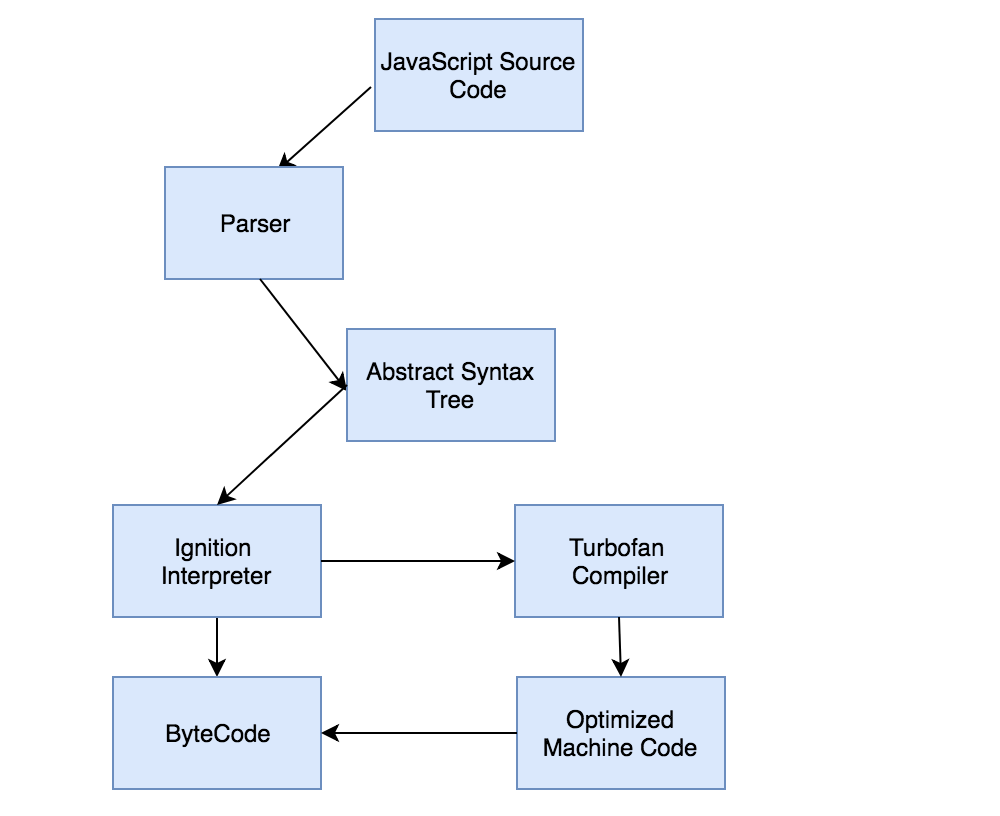 JavaScript Source
Code
Parser
Abstract Syntax
Tree
Ignition
Interpreter
Turbofan
Compiler
ByteCode
Optimized
Machine Code